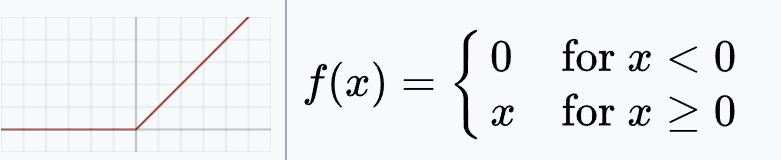 f(x) = { 0 for x < 0
x for x ≥ 0